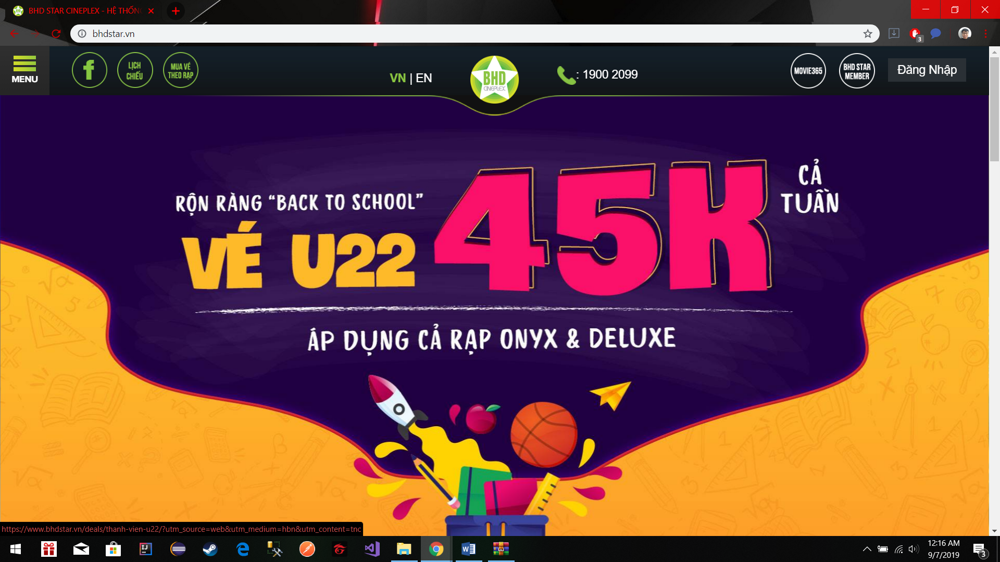 BHD STAR CINEPLEX - HỆ THỐN
bhdstar.vn
3
MENU
f
LỊCH
CHIẾU
MUA VÉ
THEO RẠP
VN | EN
BHD
CINEPLEX
: 1900 2099
MOVIE365
BHD STAR
MEMBER
Đăng Nhập
RỘN RÀNG “BACK TO SCHOOL”
VÉ U22
45K
CẢ
TUẦN
ÁP DỤNG CẢ RẠP ONYX & DELUXE
https://www.bhdstar.vn/deals/thanh-vien-u22/?utm_source=web&utm_medium=hbn&utm_content=tnc
12:16 AM
9/7/2019
3